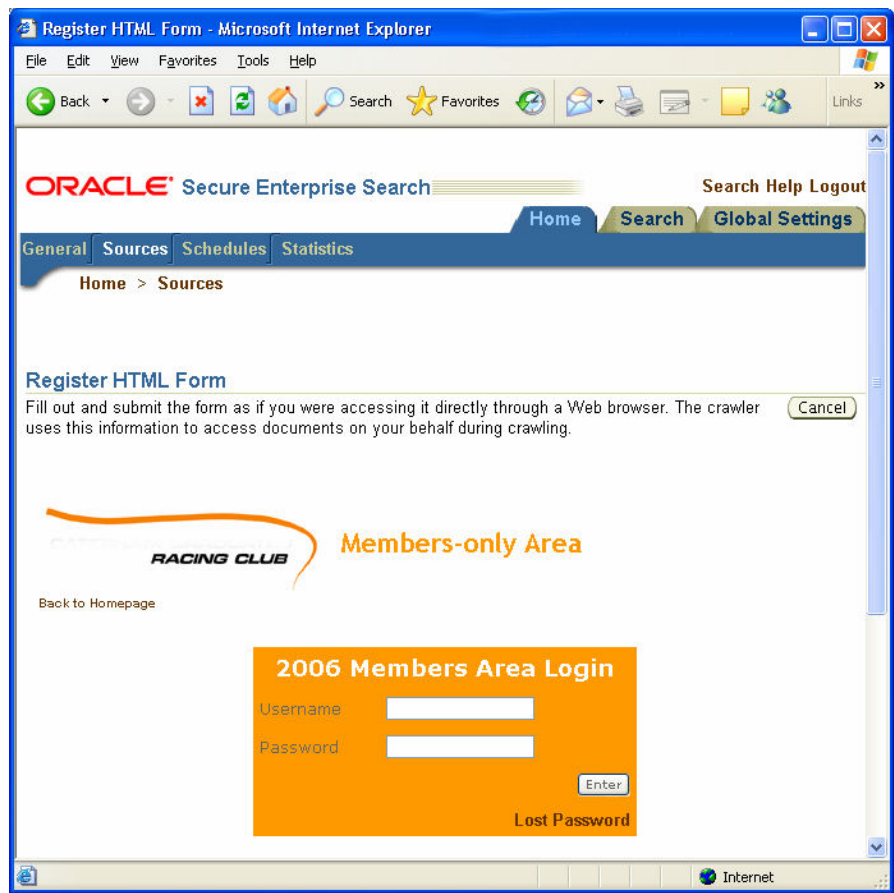 Register HTML Form - Microsoft Internet Explorer
File Edit View Favorites Tools Help
Back Search Favorites Links »
ORACLE® Secure Enterprise Search Search Help Logout
Home Search Global Settings
General Sources Schedules Statistics
Home > Sources
Register HTML Form
Fill out and submit the form as if you were accessing it directly through a Web browser. The crawler Cancel
uses this information to access documents on your behalf during crawling.
RACING CLUB Members-only Area
Back to Homepage
2006 Members Area Login
Username
Password
Enter
Lost Password
Internet